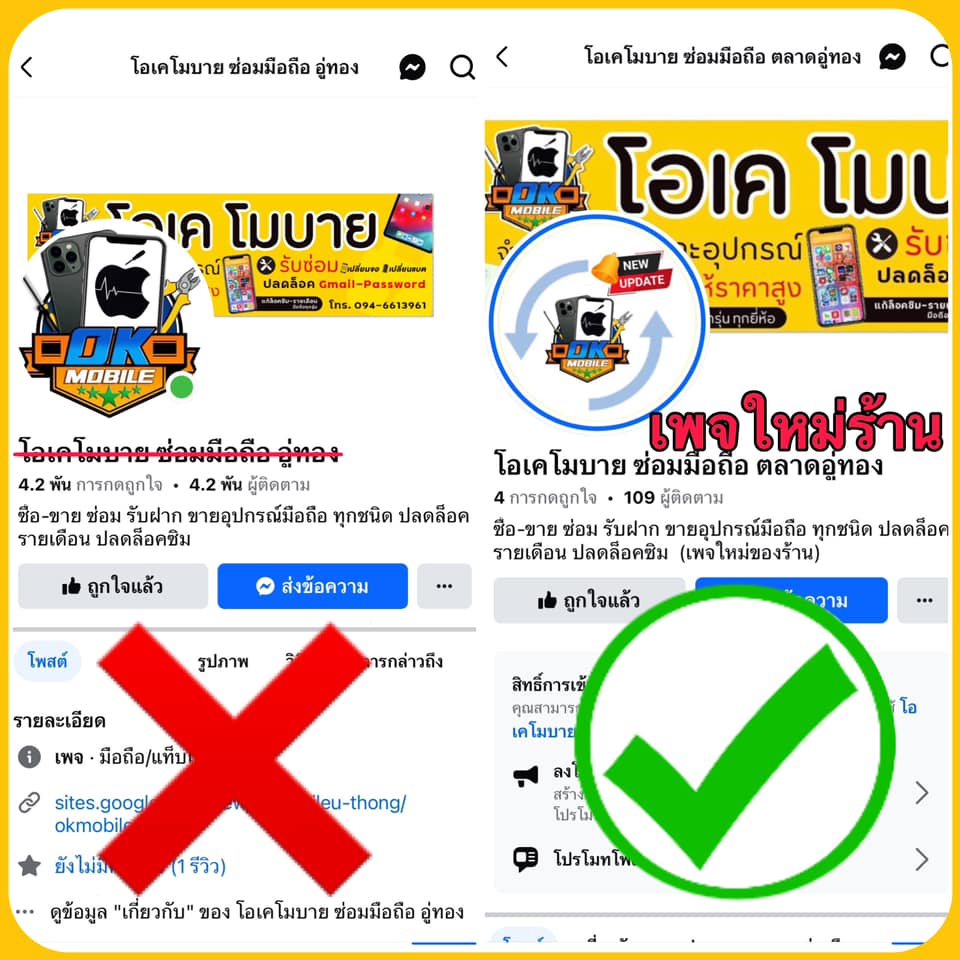 โอเคโมบาย ซ่อมมือถือ อู่ทอง
โอเค โมบาย
รับซ่อม
เปลี่ยนจอ
เปลี่ยนแบต
ปลดล็อค Gmail-Password
แก้ล็อคซิม-รายเดือน
โทร. 094-6613961
OK
MOBILE
โอเคโมบาย ซ่อมมือถือ อู่ทอง
4.2 พัน การกดถูกใจ • 4.2 พัน ผู้ติดตาม
ซื้อ-ขาย ซ่อม รับฝาก ขายอุปกรณ์มือถือ ทุกชนิด ปลดล็อค
รายเดือน ปลดล็อคซิม
ถูกใจแล้ว
ส่งข้อความ
โพสต์
รูปภาพ
การกล่าวถึง
รายละเอียด
เพจ · มือถือ/แท็บ
sites.googl
eu-thong/
okmobile
ยังไม่มี
(1 รีวิว)
ดูข้อมูล "เกี่ยวกับ" ของ โอเคโมบาย ซ่อมมือถือ อู่ทอง
โอเคโมบาย ซ่อมมือถือ ตลาดอู่ทอง
OK
MOBILE
โอเค โมบ
อุปกรณ์
รับ
ให้ราคาสูง
ปลดล็อ
รุ่น ทุกยี่ห้อ
แก้ล็อคซิม-ราย
มือถือ
NEW
UPDATE
OK
MOBILE
เพจใหม่ร้าน
โอเคโมบาย ซ่อมมือถือ ตลาดอู่ทอง
4 การกดถูกใจ • 109 ผู้ติดตาม
ซื้อ-ขาย ซ่อม รับฝาก ขายอุปกรณ์มือถือ ทุกชนิด ปลดล็อค
รายเดือน ปลดล็อคซิม (เพจใหม่ของร้าน)
ถูกใจแล้ว
ความ
สิทธิ์การเข้
คุณสามาร
โอ
เคโมบาย
ลงโ
สร้าง
โปรโม
โปรโมทโพ